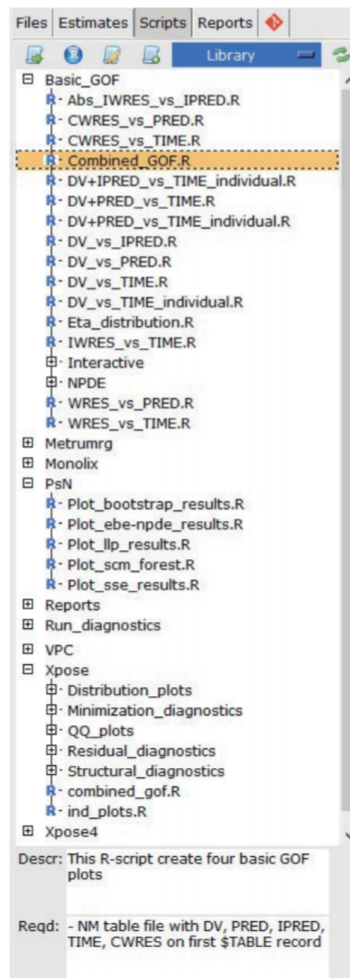 Files Estimates Scripts Reports
Library
Basic_GOF
R- Abs_IWRES_vs_IPRED.R
R- CWRES_vs_PRED.R
R- CWRES_vs_TIME.R
R- Combined_GOF.R
R- DV+IPRED_vs_TIME_individual.R
R- DV+PRED_vs_TIME.R
R- DV+PRED_vs_TIME_individual.R
R- DV_vs_IPRED.R
R- DV_vs_PRED.R
R- DV_vs_TIME.R
R- DV_vs_TIME_individual.R
R- Eta_distribution.R
R- IWRES_vs_TIME.R
Interactive
NPDE
R- WRES_vs_PRED.R
R- WRES_vs_TIME.R
Metrumrg
Monolix
PsN
R- Plot_bootstrap_results.R
R- Plot_ebe-npde_results.R
R- Plot_llp_results.R
R- Plot_scm_forest.R
R- Plot_sse_results.R
Reports
Run_diagnostics
VPC
Xpose
Distribution_plots
Minimization_diagnostics
QQ_plots
Residual_diagnostics
Structural_diagnostics
R- combined_gof.R
R- ind_plots.R
Xpose4
Descr: This R-script create four basic GOF
plots
Reqd: - NM table file with DV, PRED, IPRED,
TIME, CWRES on first $TABLE record